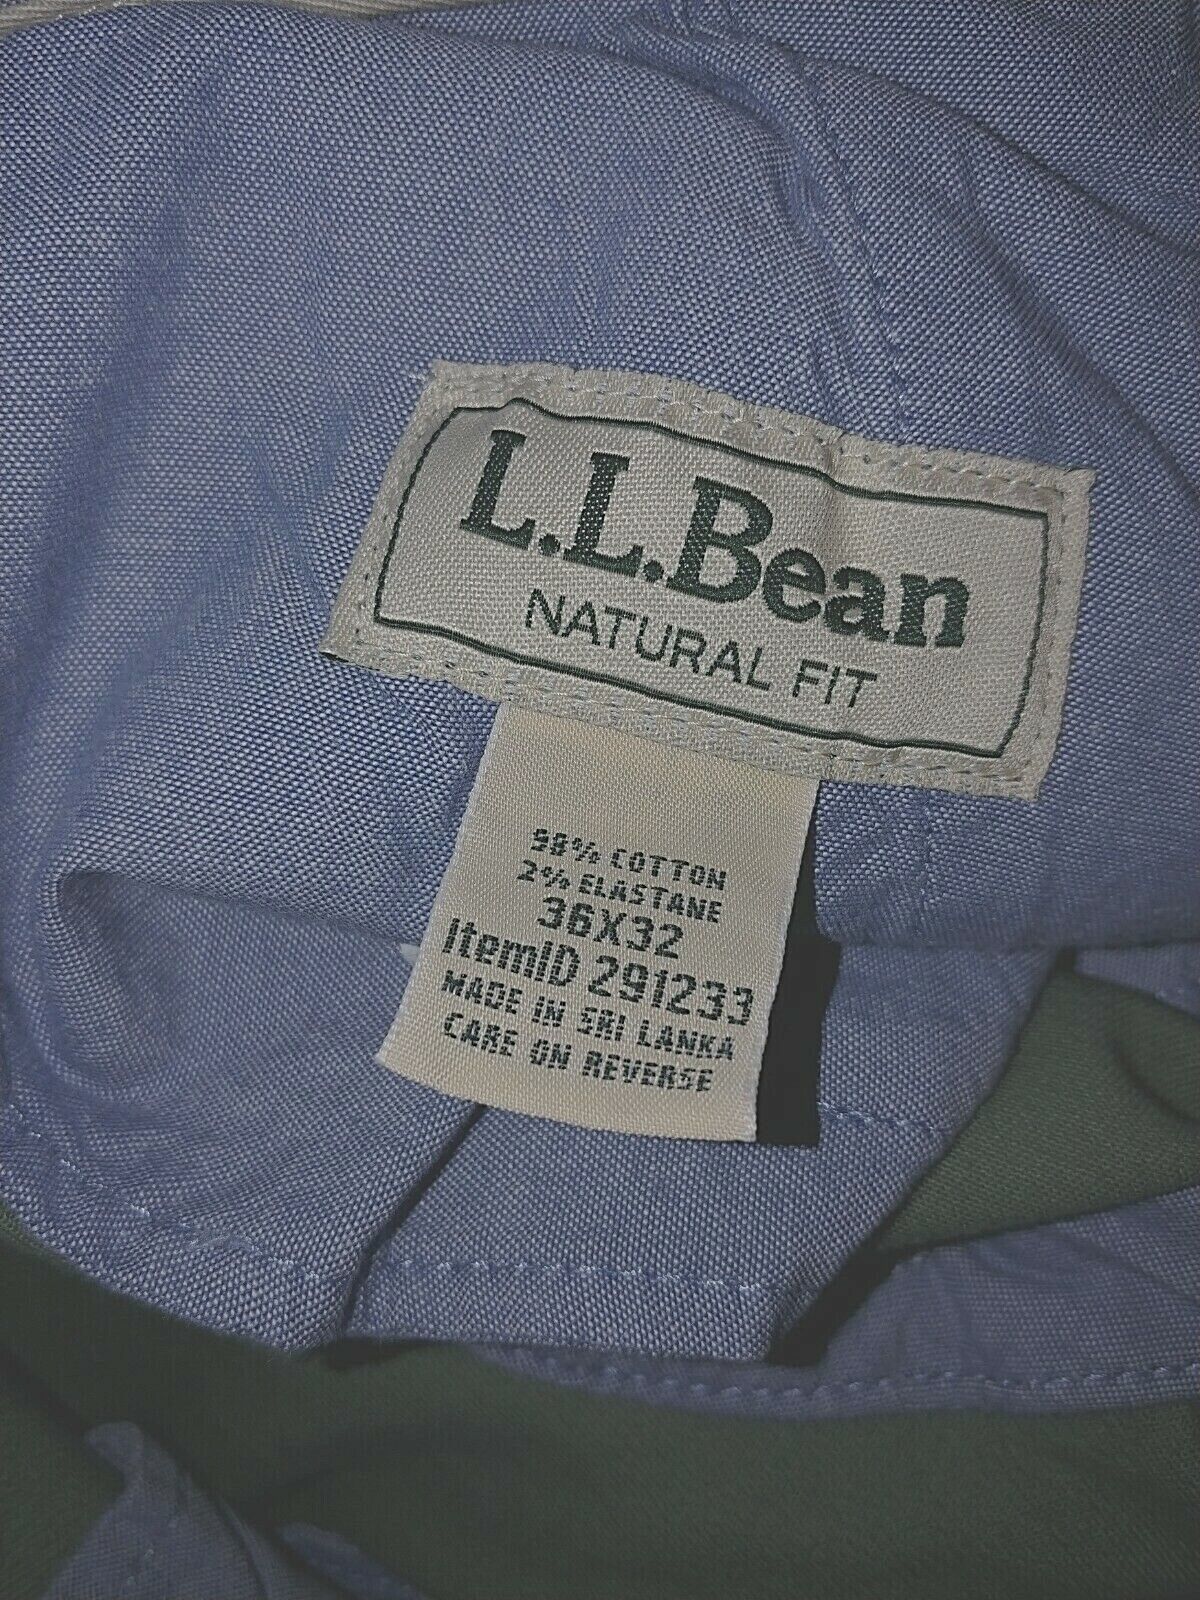 L.L.Bean
NATURAL FIT
98% COTTON
2% ELASTANE
36X32
ItemID 291233
MADE IN SRI LANKA
CARE ON REVERSE